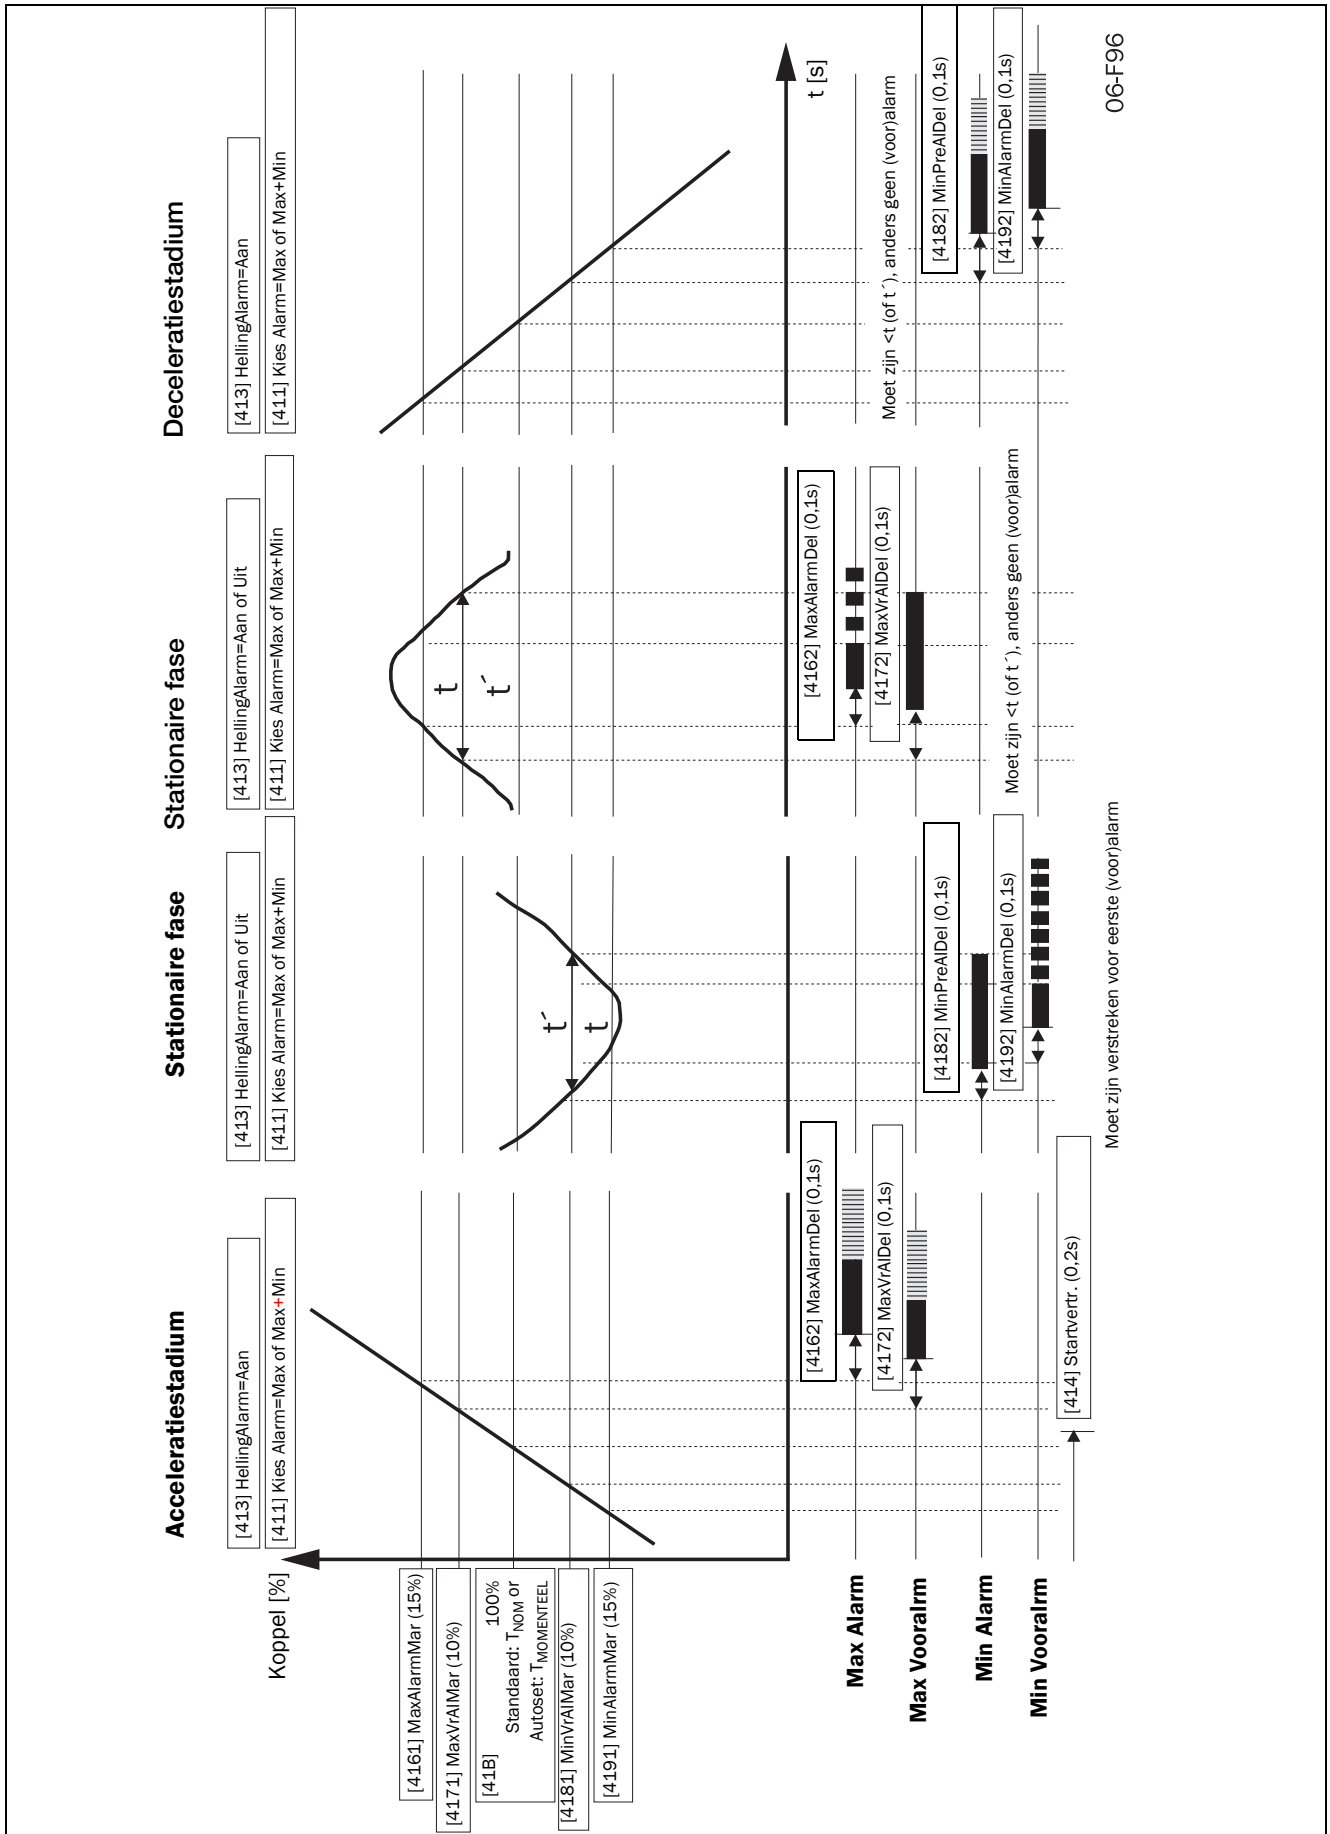 Acceleratiestadium
Stationaire fase
Stationaire fase
Deceleratiestadium
[413] HellingAlarm=Aan
[413] HellingAlarm=Aan of Uit
[413] HellingAlarm=Aan of Uit
[413] HellingAlarm=Aan
[411] Kies Alarm=Max of Max+Min
[411] Kies Alarm=Max of Max+Min
[411] Kies Alarm=Max of Max+Min
[411] Kies Alarm=Max of Max+Min
Koppel [%]
[4161] MaxAlarmMar (15%)
[4171] MaxVrAlMar (10%)
[41B] 100%
Standaard: TNOM or
Autoset: TMOMENTEEL
[4181] MinVrAlMar (10%)
[4191] MinAlarmMar (15%)
t´
t
t
t´
t [s]
Max Alarm
[4162] MaxAlarmDel (0,1s)
[4162] MaxAlarmDel (0,1s)
Max Vooralrm
[4172] MaxVrAlDel (0,1s)
[4172] MaxVrAlDel (0,1s)
Moet zijn <t (of t´), anders geen (voor)alarm
Min Alarm
[4182] MinPreAlDel (0,1s)
[4182] MinPreAlDel (0,1s)
Min Vooralrm
[4192] MinAlarmDel (0,1s)
Moet zijn <t (of t´), anders geen (voor)alarm
[4192] MinAlarmDel (0,1s)
[414] Startvertr. (0,2s)
Moet zijn verstreken voor eerste (voor)alarm
06-F96